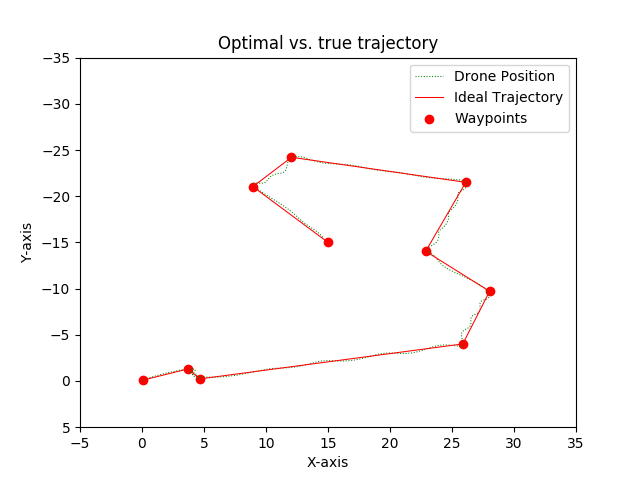 Optimal vs. true trajectory
Drone Position
Ideal Trajectory
Waypoints
Y-axis
−35
−30
−25
−20
−15
−10
−5
0
5
−5 0 5 10 15 20 25 30 35
X-axis